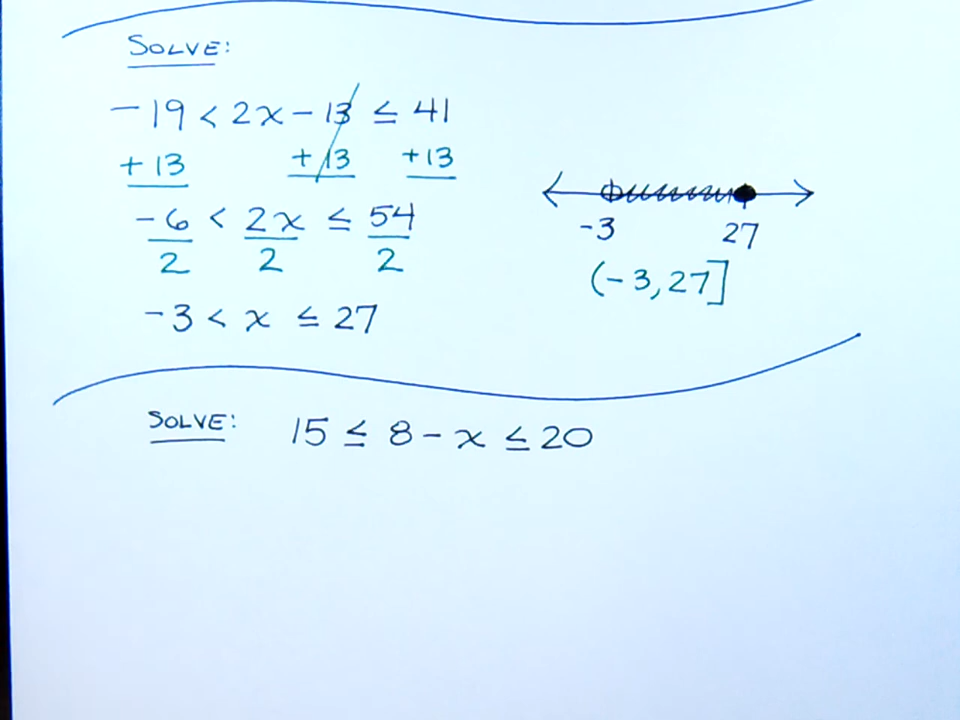 SOLVE:
-19 < 2x - 13 ≤ 41
+13 +13 +13
-6 < 2x ≤ 54
2 2 2
-3 < x ≤ 27
-3 27
(-3, 27]
SOLVE: 15 ≤ 8 - x ≤ 20